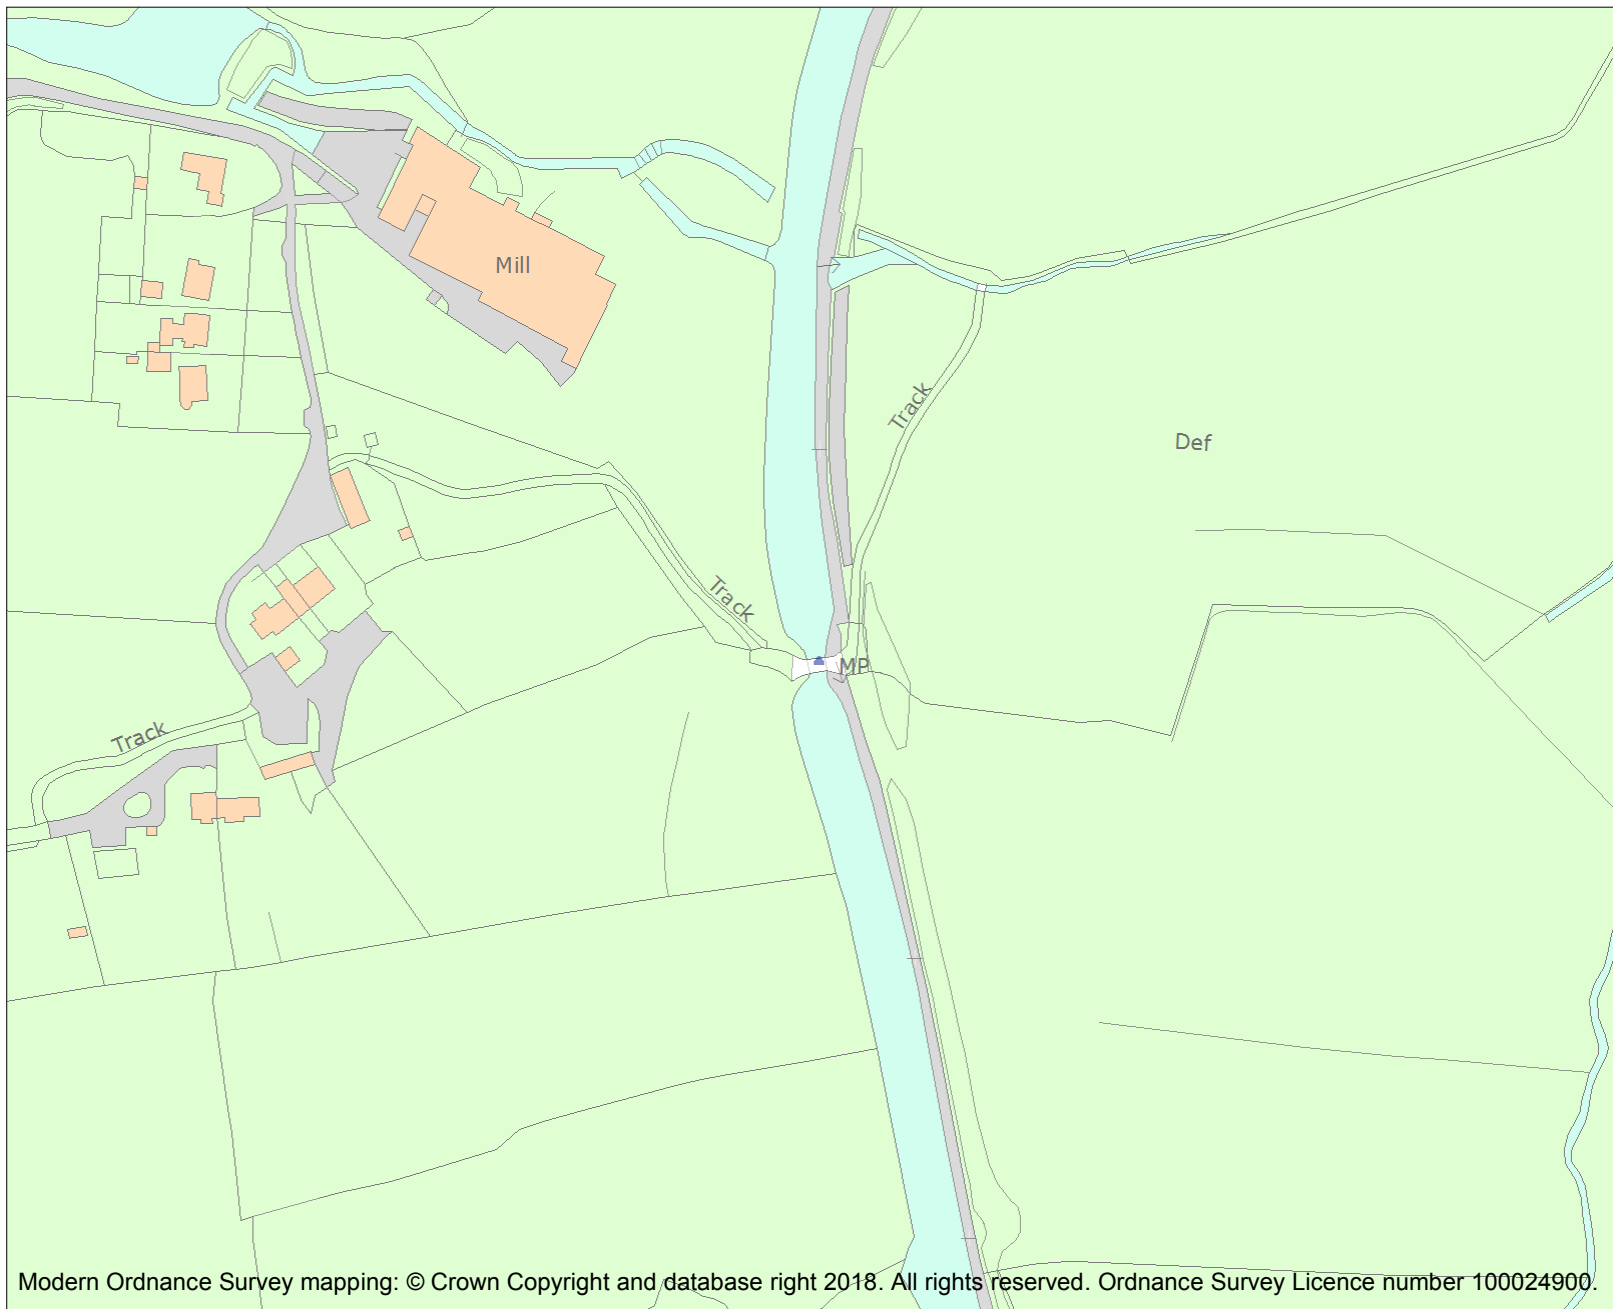 Mill
Track
Def
Track
MP
Track
Modern Ordnance Survey mapping: © Crown Copyright and database right 2018. All rights reserved. Ordnance Survey Licence number 100024900.